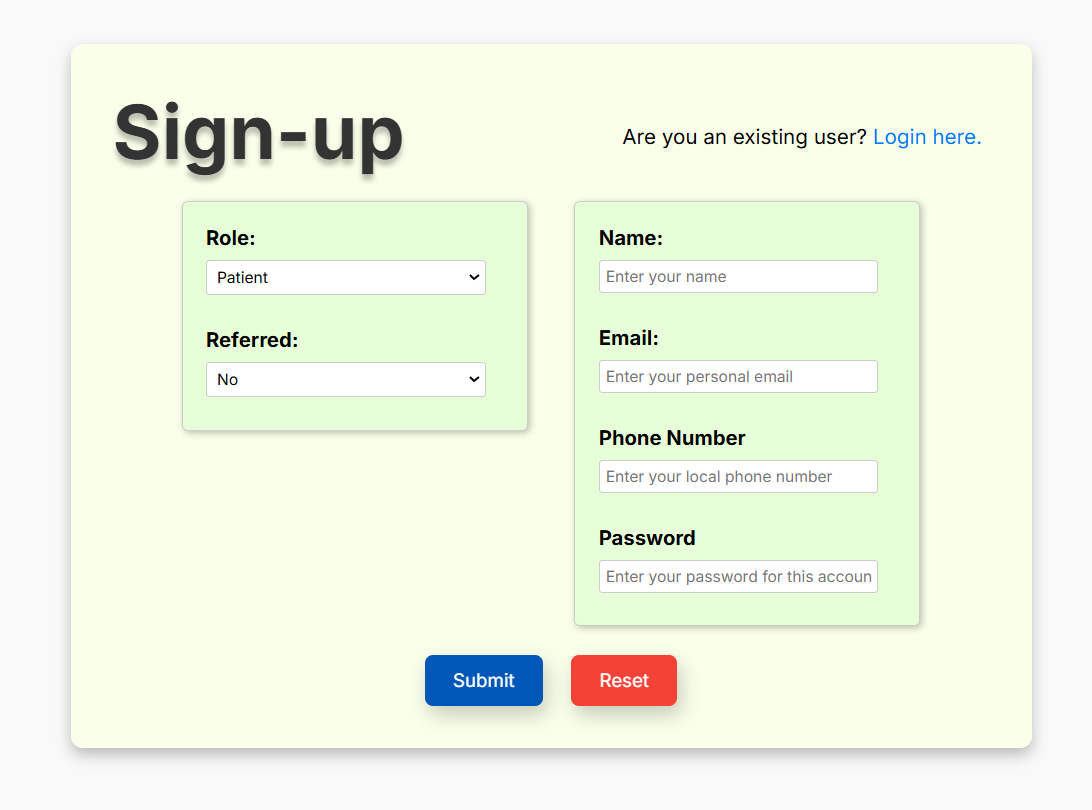 Sign-up
Are you an existing user? Login here.
Role:
Patient
Referred:
No
Name:
Enter your name
Email:
Enter your personal email
Phone Number
Enter your local phone number
Password
Enter your password for this accoun
Submit
Reset